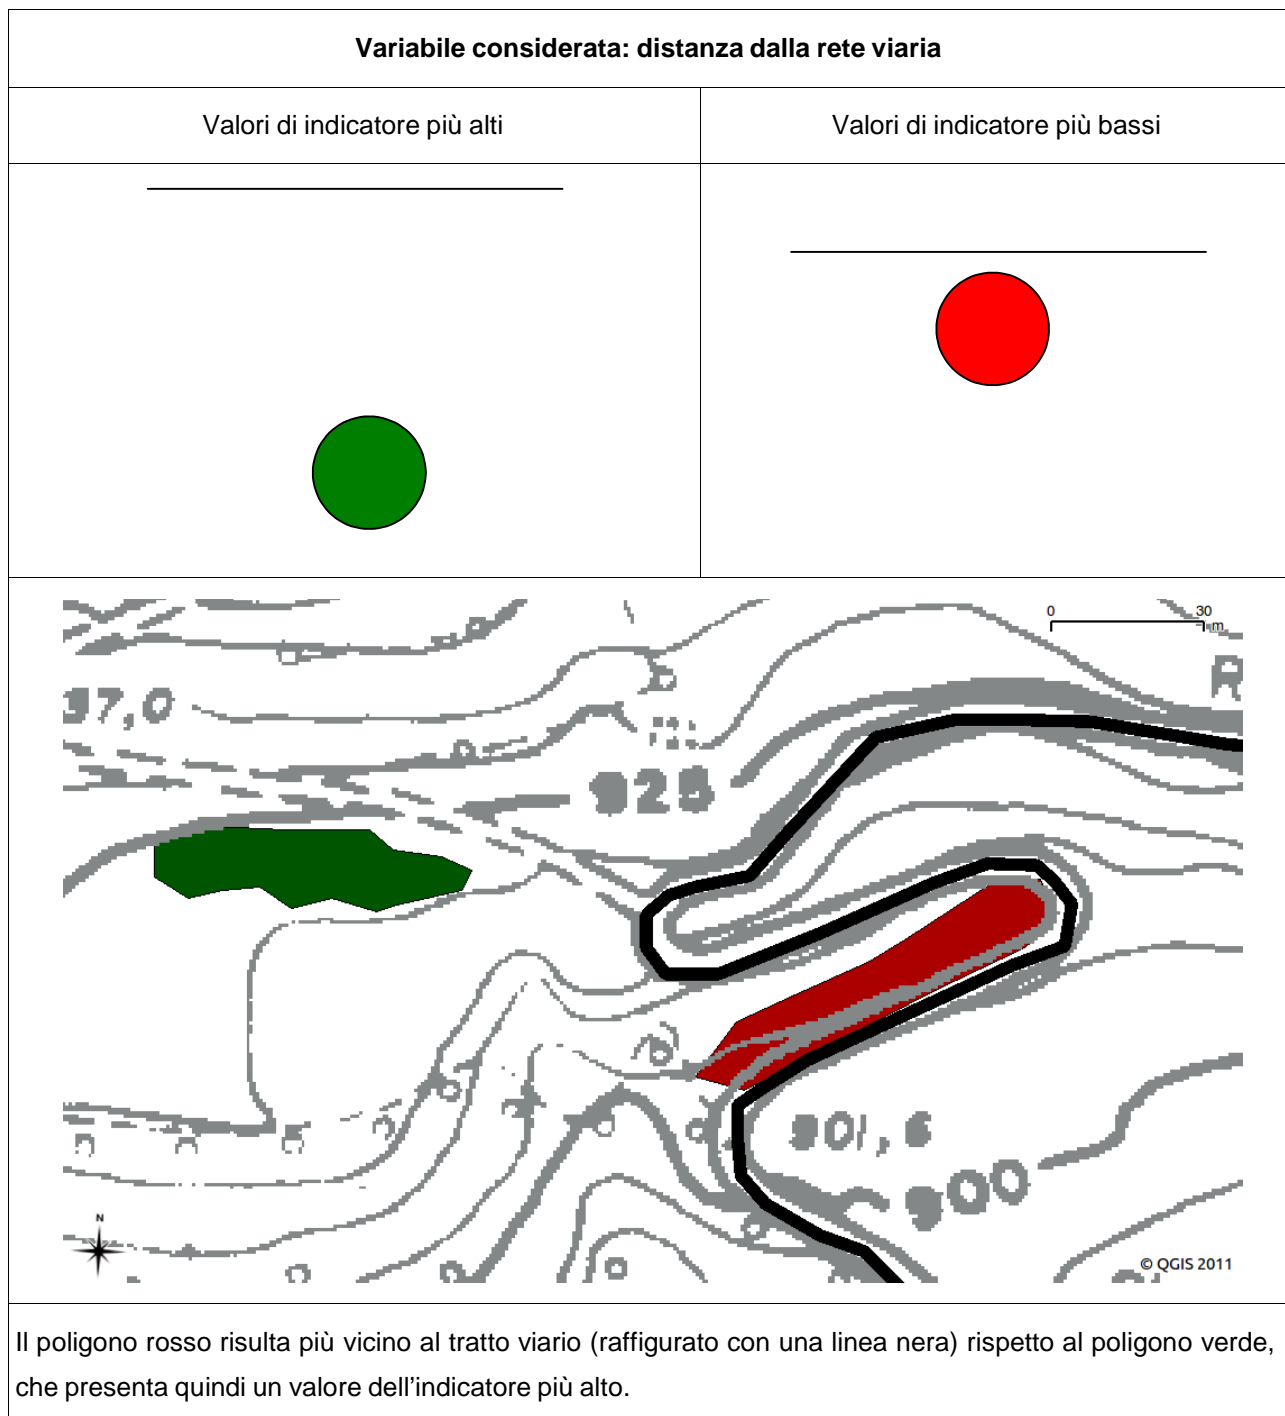 Variabile considerata: distanza dalla rete viaria
Valori di indicatore più alti
Valori di indicatore più bassi
0 30
m
97,0
R
925
901,6
900
N
© QGIS 2011
Il poligono rosso risulta più vicino al tratto viario (raffigurato con una linea nera) rispetto al poligono verde,
che presenta quindi un valore dell’indicatore più alto.